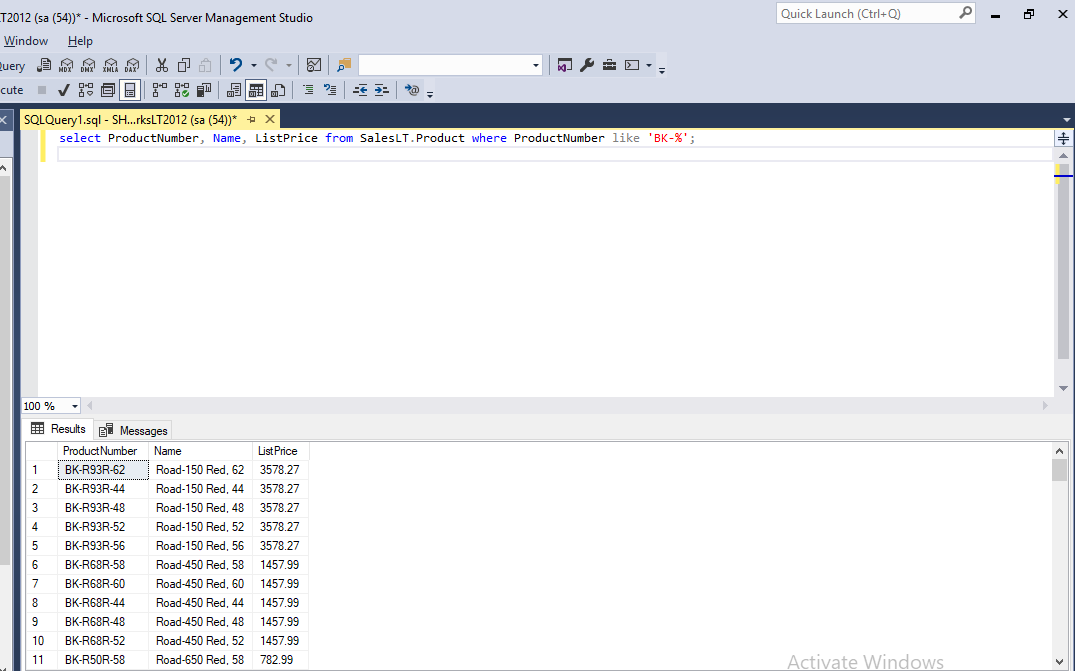 T2012 (sa (54))* - Microsoft SQL Server Management Studio
Quick Launch (Ctrl+Q)
Window Help
uery MDX DMX XMLA DAX
cute
SQLQuery1.sql - SH...rksLT2012 (sa (54))*
select ProductNumber, Name, ListPrice from SalesLT.Product where ProductNumber like 'BK-%';
100 %
Results Messages
ProductNumber Name ListPrice
1 BK-R93R-62 Road-150 Red, 62 3578.27
2 BK-R93R-44 Road-150 Red, 44 3578.27
3 BK-R93R-48 Road-150 Red, 48 3578.27
4 BK-R93R-52 Road-150 Red, 52 3578.27
5 BK-R93R-56 Road-150 Red, 56 3578.27
6 BK-R68R-58 Road-450 Red, 58 1457.99
7 BK-R68R-60 Road-450 Red, 60 1457.99
8 BK-R68R-44 Road-450 Red, 44 1457.99
9 BK-R68R-48 Road-450 Red, 48 1457.99
10 BK-R68R-52 Road-450 Red, 52 1457.99
11 BK-R50R-58 Road-650 Red, 58 782.99
Activate Windows